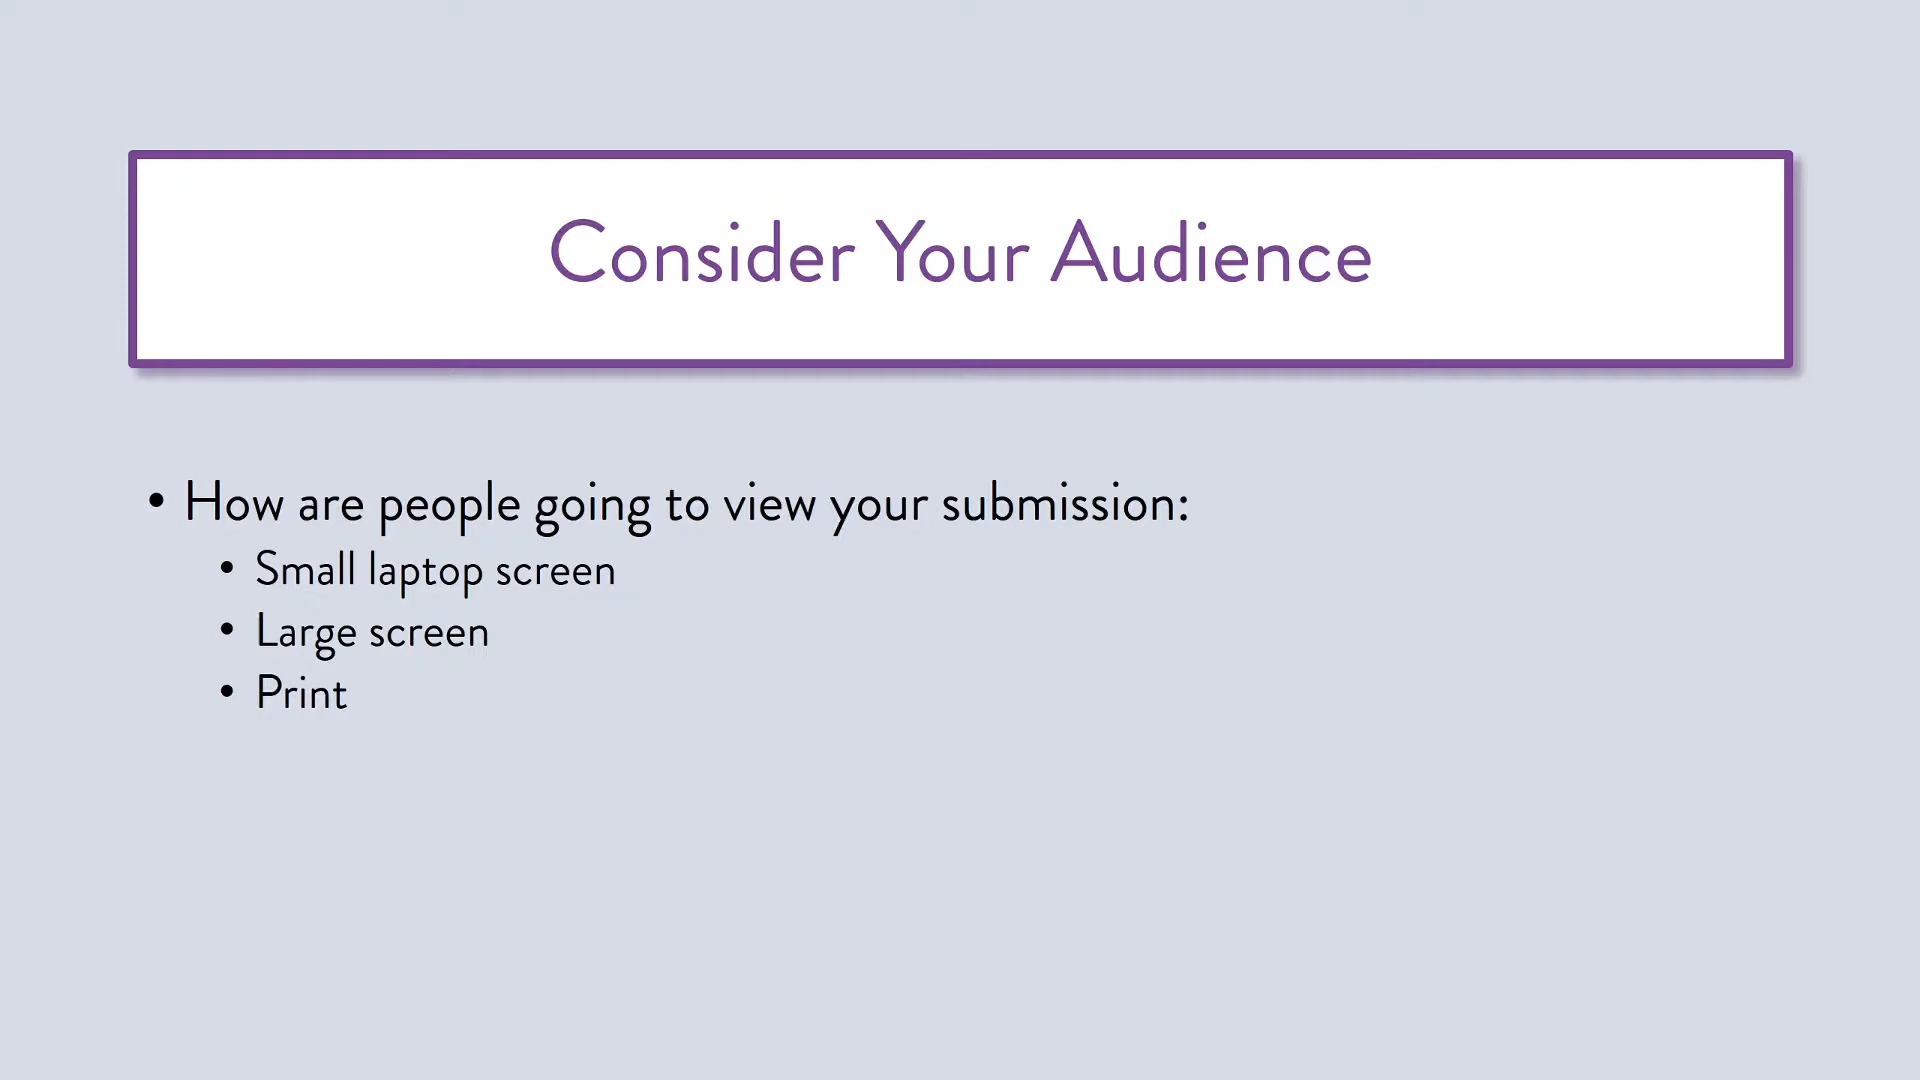 Consider Your Audience
• How are people going to view your submission:
• Small laptop screen
• Large screen
• Print